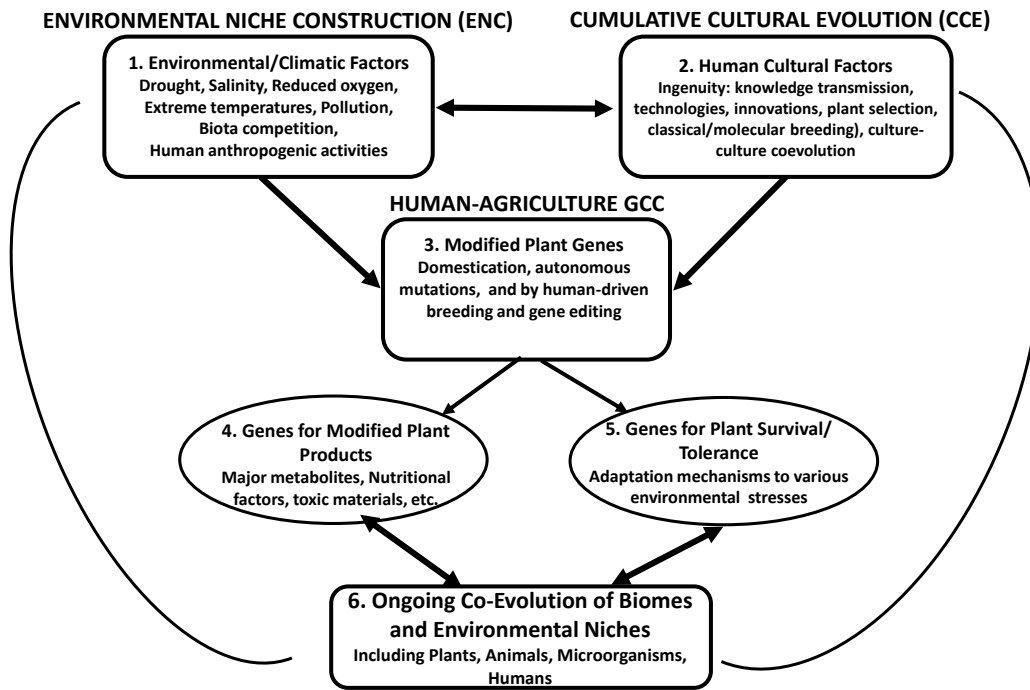 ENVIRONMENTAL NICHE CONSTRUCTION (ENC)
CUMULATIVE CULTURAL EVOLUTION (CCE)
1. Environmental/Climatic Factors
Drought, Salinity, Reduced oxygen,
Extreme temperatures, Pollution,
Biota competition,
Human anthropogenic activities
2. Human Cultural Factors
Ingenuity: knowledge transmission,
technologies, innovations, plant selection,
classical/molecular breeding), culture-
culture coevolution
HUMAN-AGRICULTURE GCC
3. Modified Plant Genes
Domestication, autonomous
mutations, and by human-driven
breeding and gene editing
4. Genes for Modified Plant
Products
Major metabolites, Nutritional
factors, toxic materials, etc.
5. Genes for Plant Survival/
Tolerance
Adaptation mechanisms to various
environmental stresses
6. Ongoing Co-Evolution of Biomes
and Environmental Niches
Including Plants, Animals, Microorganisms,
Humans